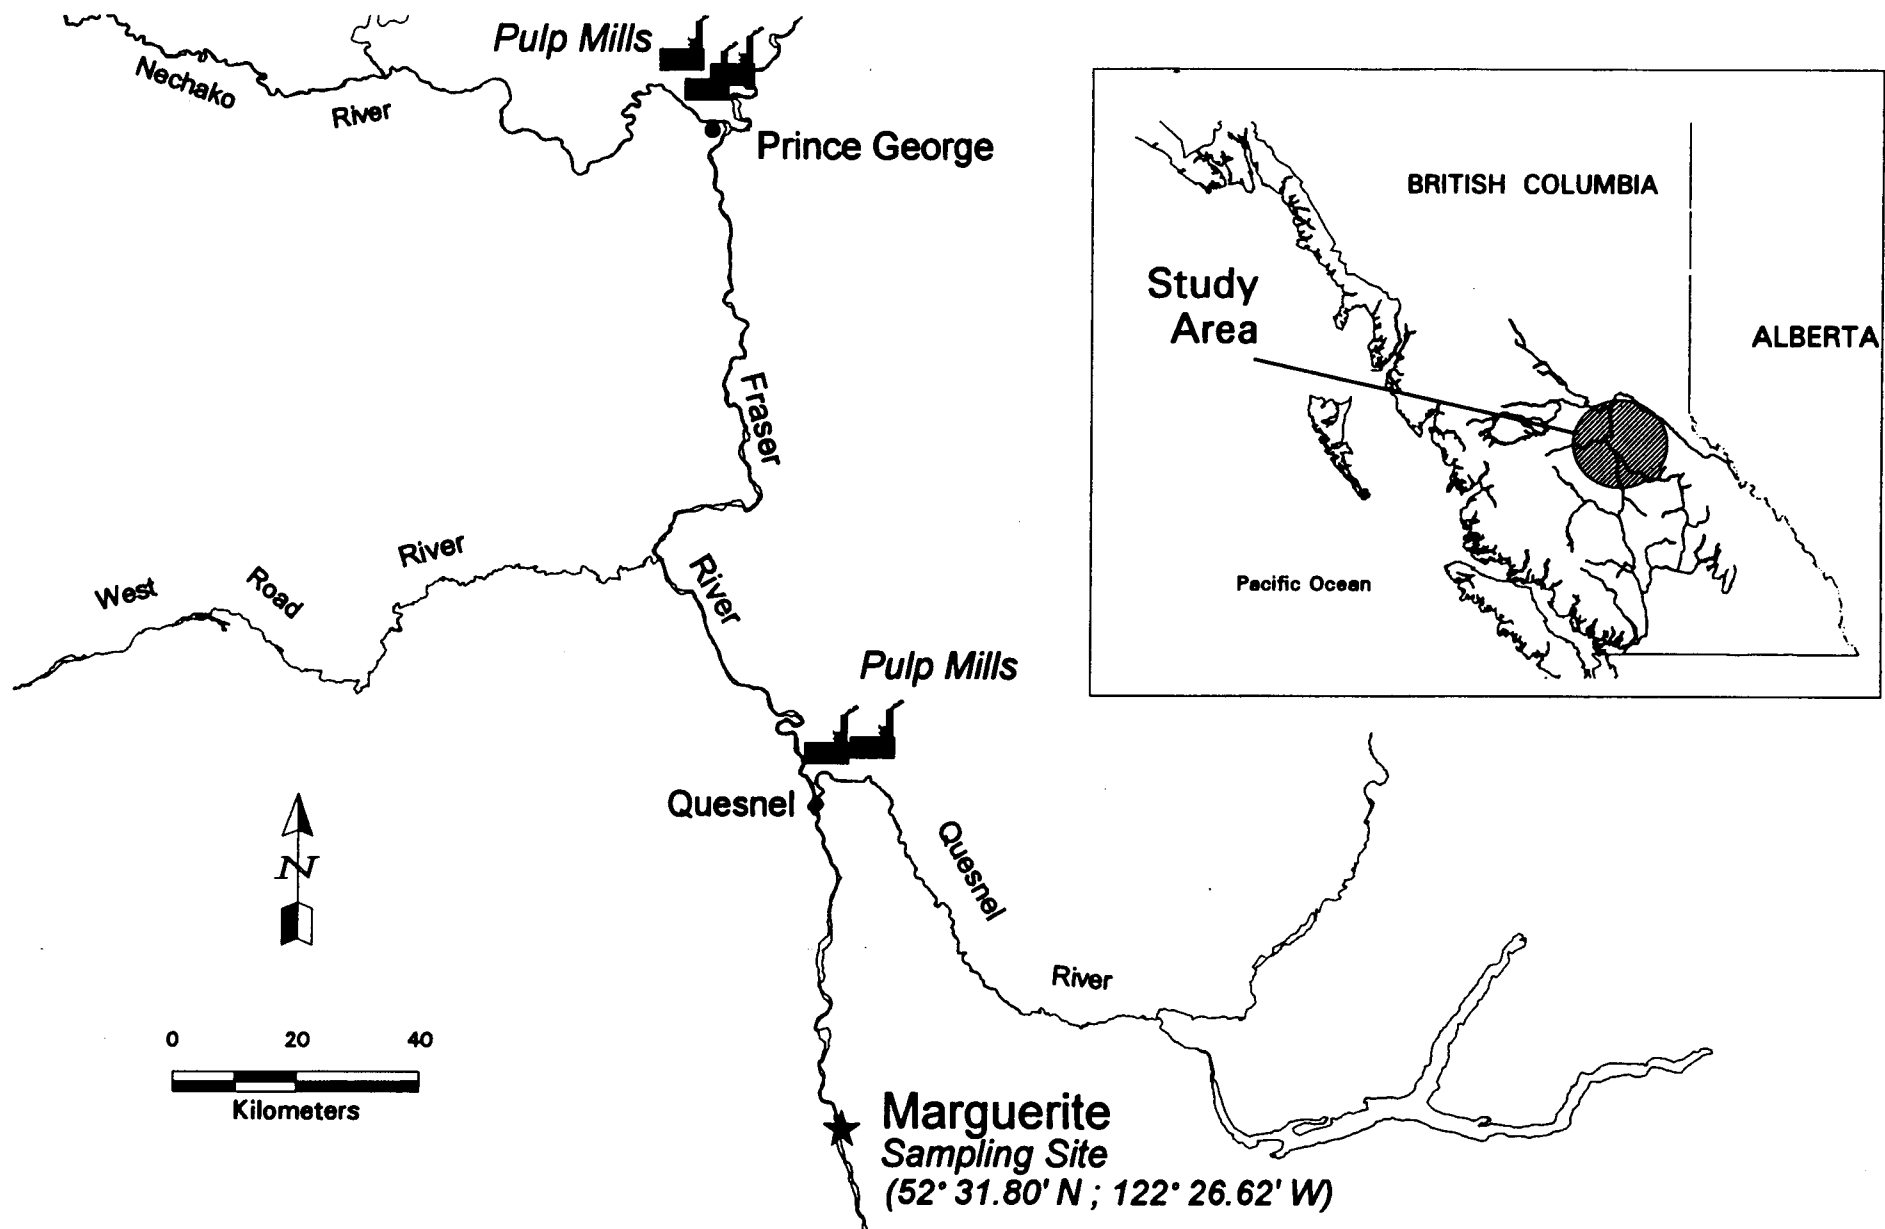 Pulp Mills
Nechako
River
Prince George
BRITISH COLUMBIA
Study
Area
ALBERTA
Fraser
River
West
Road
River
Pacific Ocean
Pulp Mills
Quesnel
N
Quesnel
River
0 20 40
Kilometers
Marguerite
Sampling Site
(52° 31.80' N ; 122° 26.62' W)